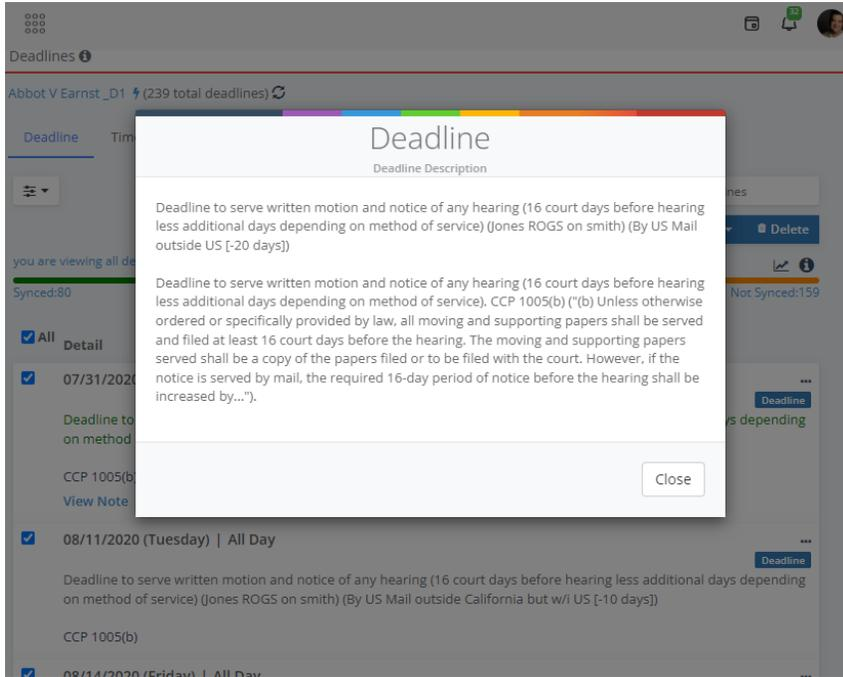 32
Deadlines
Abbot V Earnst _D1 (239 total deadlines)
Deadline Tim
Deadline
Deadline Description
Deadline to serve written motion and notice of any hearing (16 court days before hearing
less additional days depending on method of service) (Jones ROGS on smith) (By US Mail
outside US [-20 days])
Deadline to serve written motion and notice of any hearing (16 court days before hearing
less additional days depending on method of service). CCP 1005(b) ("(b) Unless otherwise
ordered or specifically provided by law, all moving and supporting papers shall be served
and filed at least 16 court days before the hearing. The moving and supporting papers
served shall be a copy of the papers filed or to be filed with the court. However, if the
notice is served by mail, the required 16-day period of notice before the hearing shall be
increased by...").
Close
nes
Delete
you are viewing all de
Synced:80 Not Synced:159
All Detail
07/31/2020
Deadline
Deadline to ys depending
on method
CCP 1005(b)
View Note
08/11/2020 (Tuesday) | All Day
Deadline
Deadline to serve written motion and notice of any hearing (16 court days before hearing less additional days depending
on method of service) (Jones ROGS on smith) (By US Mail outside California but w/i US [-10 days])
CCP 1005(b)
08/14/2020 (Friday) | All Day